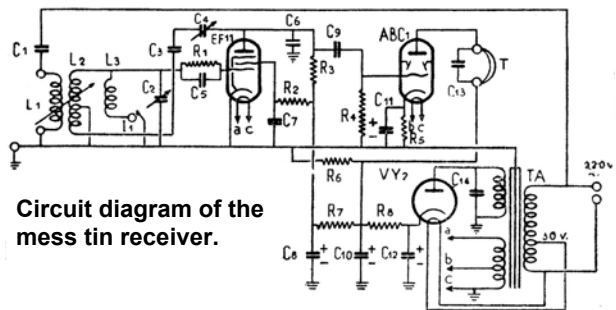 C1
L1
L2
L3
l1
C2
C3
C4
R1
C5
EF11
a c
C6
C7
R2
R3
C9
R4
ABC1
C11
b c
R5
C13
T
R6
VY2
C14
TA
220v
30 v.
R7
R8
C8
C10
C12
a
b
c
+
-
+
-
+
-
+
-
Circuit diagram of the
mess tin receiver.